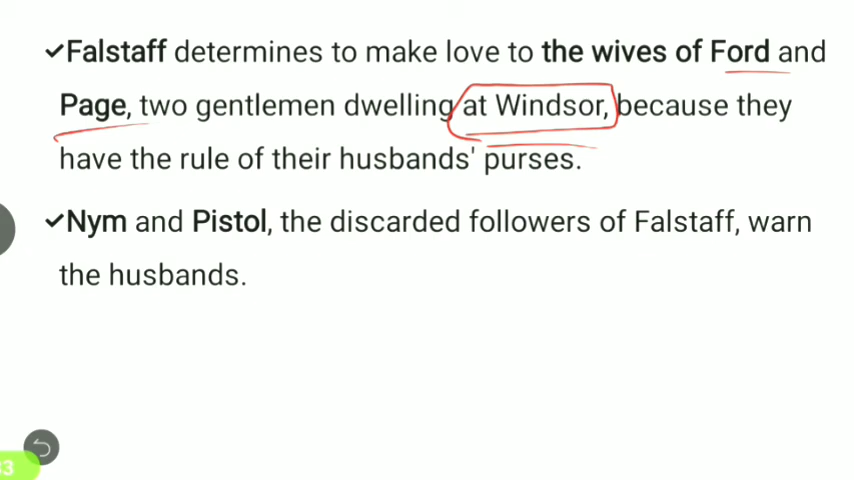 ✓Falstaff determines to make love to the wives of Ford and
Page, two gentlemen dwelling at Windsor, because they
have the rule of their husbands' purses.
✓Nym and Pistol, the discarded followers of Falstaff, warn
the husbands.